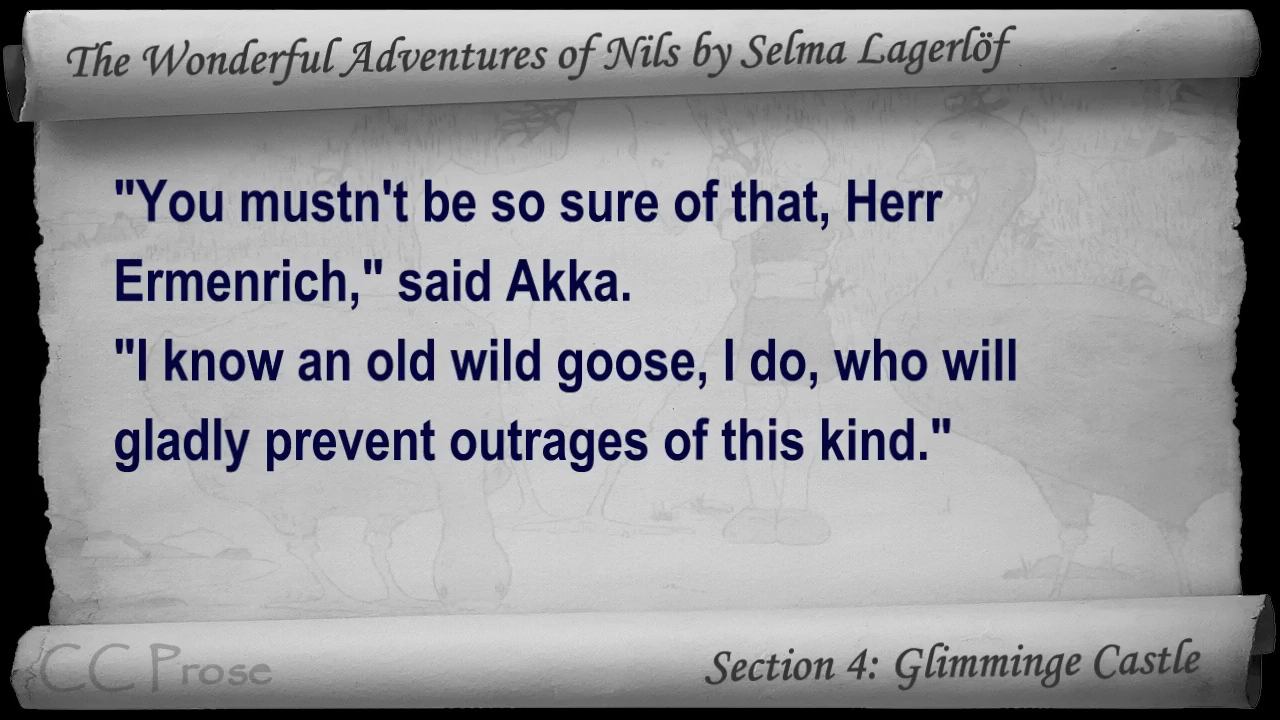 The Wonderful Adventures of Nils by Selma Lagerlöf
"You mustn't be so sure of that, Herr
Ermenrich," said Akka.
"I know an old wild goose, I do, who will
gladly prevent outrages of this kind."
CC Prose
Section 4: Glimminge Castle